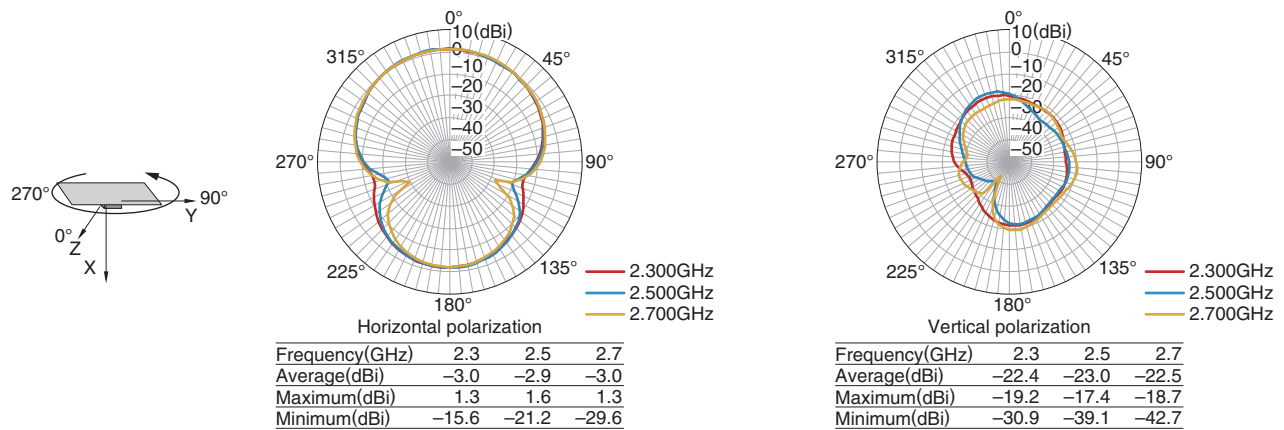 270°
90°
Y
0°
Z
X
0°
10(dBi)
0
–10
–20
–30
–40
–50
315°
45°
270°
90°
225°
135°
180°
2.300GHz
2.500GHz
2.700GHz
Horizontal polarization
Frequency(GHz) 2.3 2.5 2.7
Average(dBi) –3.0 –2.9 –3.0
Maximum(dBi) 1.3 1.6 1.3
Minimum(dBi) –15.6 –21.2 –29.6
0°
10(dBi)
0
–10
–20
–30
–40
–50
315°
45°
270°
90°
225°
135°
180°
2.300GHz
2.500GHz
2.700GHz
Vertical polarization
Frequency(GHz) 2.3 2.5 2.7
Average(dBi) –22.4 –23.0 –22.5
Maximum(dBi) –19.2 –17.4 –18.7
Minimum(dBi) –30.9 –39.1 –42.7